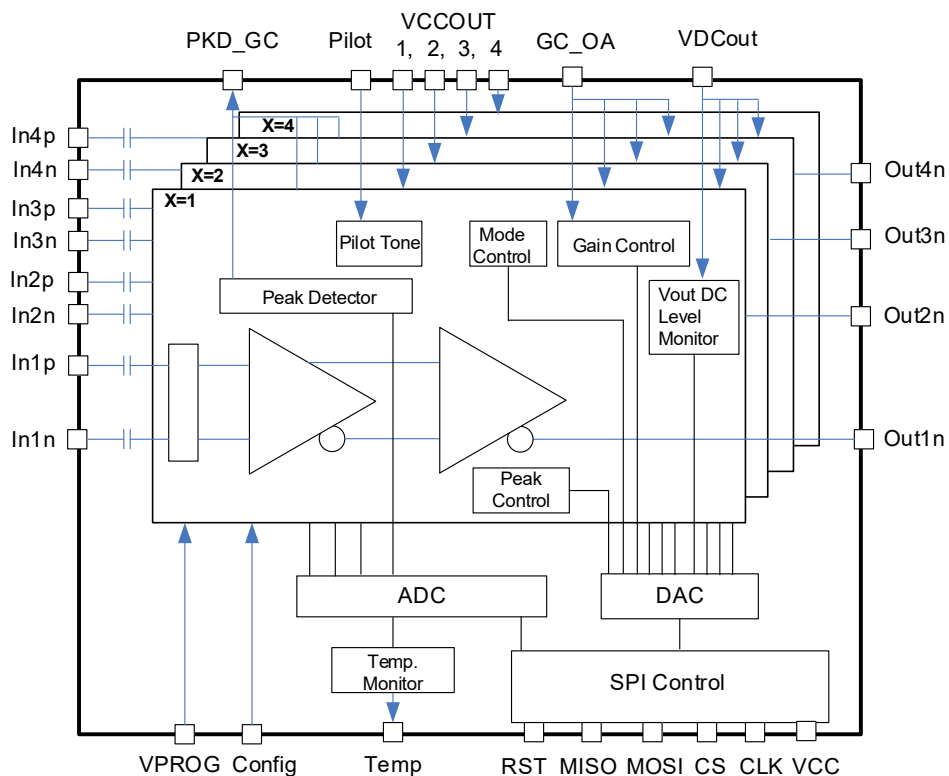 PKD_GC
Pilot
VCCOUT
1, 2, 3, 4
GC_OA
VDCout
In4p
In4n
In3p
In3n
In2p
In2n
In1p
In1n
X=4
X=3
X=2
X=1
Pilot Tone
Mode
Control
Gain Control
Peak Detector
Vout DC
Level
Monitor
Peak
Control
Out4n
Out3n
Out2n
Out1n
ADC
DAC
Temp.
Monitor
SPI Control
VPROG
Config
Temp
RST
MISO
MOSI
CS
CLK
VCC